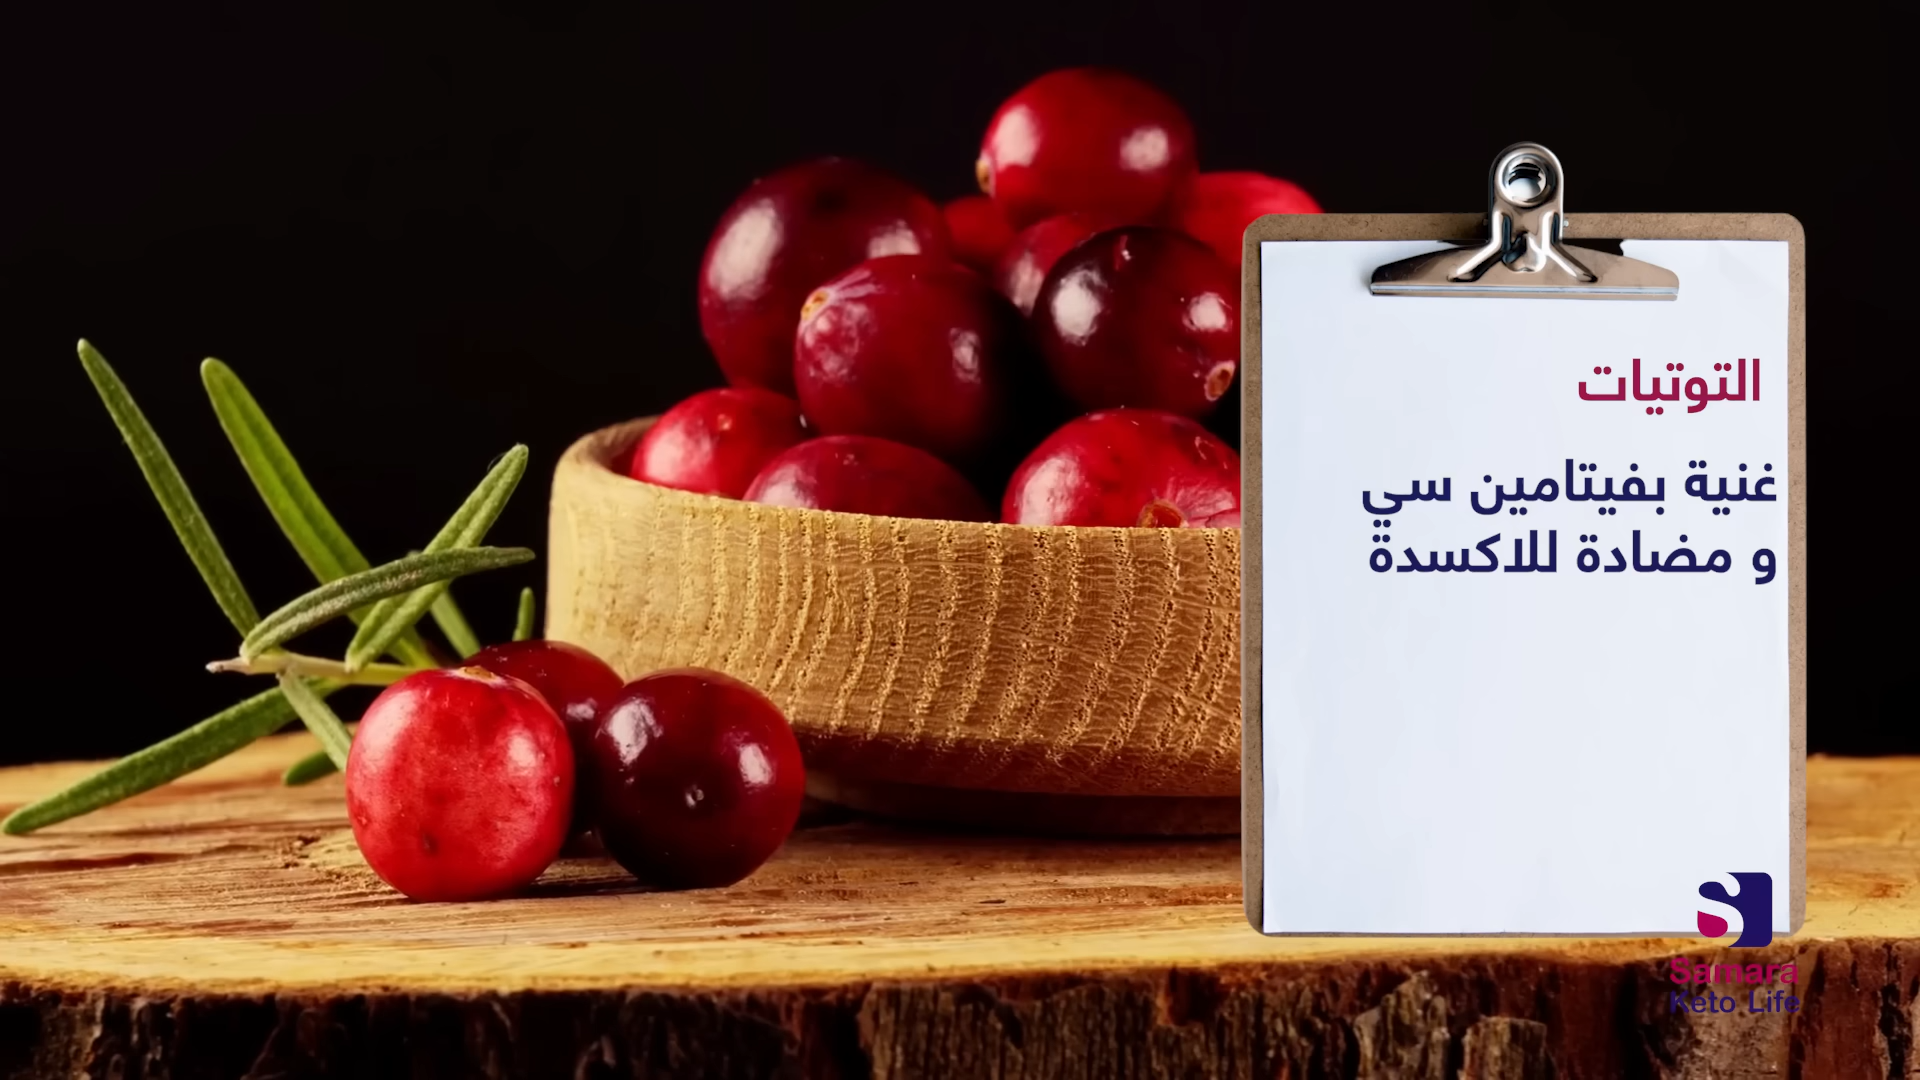 التوتيات
غنية بفيتامين سي
و مضادة للاكسدة
Samara
Keto Life